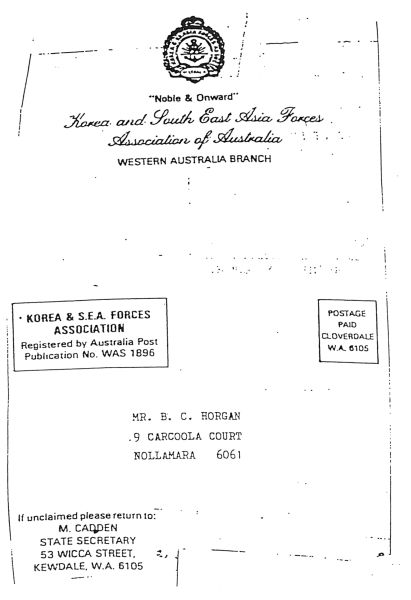 "Noble & Onward"
Korea and South East Asia Forces
Association of Australia
WESTERN AUSTRALIA BRANCH
KOREA & S.E.A. FORCES
ASSOCIATION
Registered by Australia Post
Publication No. WAS 1896
POSTAGE
PAID
CLOVERDALE
W.A. 6105
MR. B. C. HORGAN
9 CARCOOLA COURT
NOLLAMARA 6061
If unclaimed please return to:
M. CADDEN
STATE SECRETARY
53 WICCA STREET,
KEWDALE, W.A. 6105